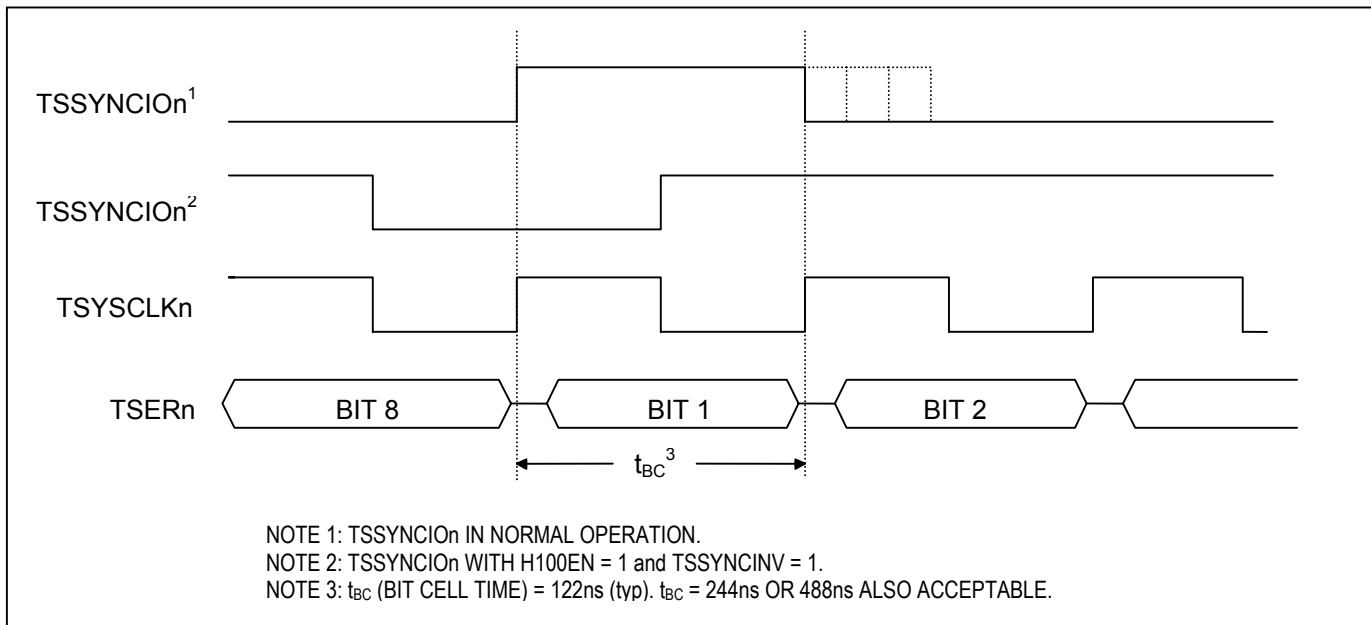 TSSYNCIOn¹
TSSYNCIOn²
TSYSCLKn
TSERn
BIT 8
BIT 1
BIT 2
tBC³
NOTE 1: TSSYNCIOn IN NORMAL OPERATION.
NOTE 2: TSSYNCIOn WITH H100EN = 1 and TSSYNCINV = 1.
NOTE 3: tBC (BIT CELL TIME) = 122ns (typ). tBC = 244ns OR 488ns ALSO ACCEPTABLE.